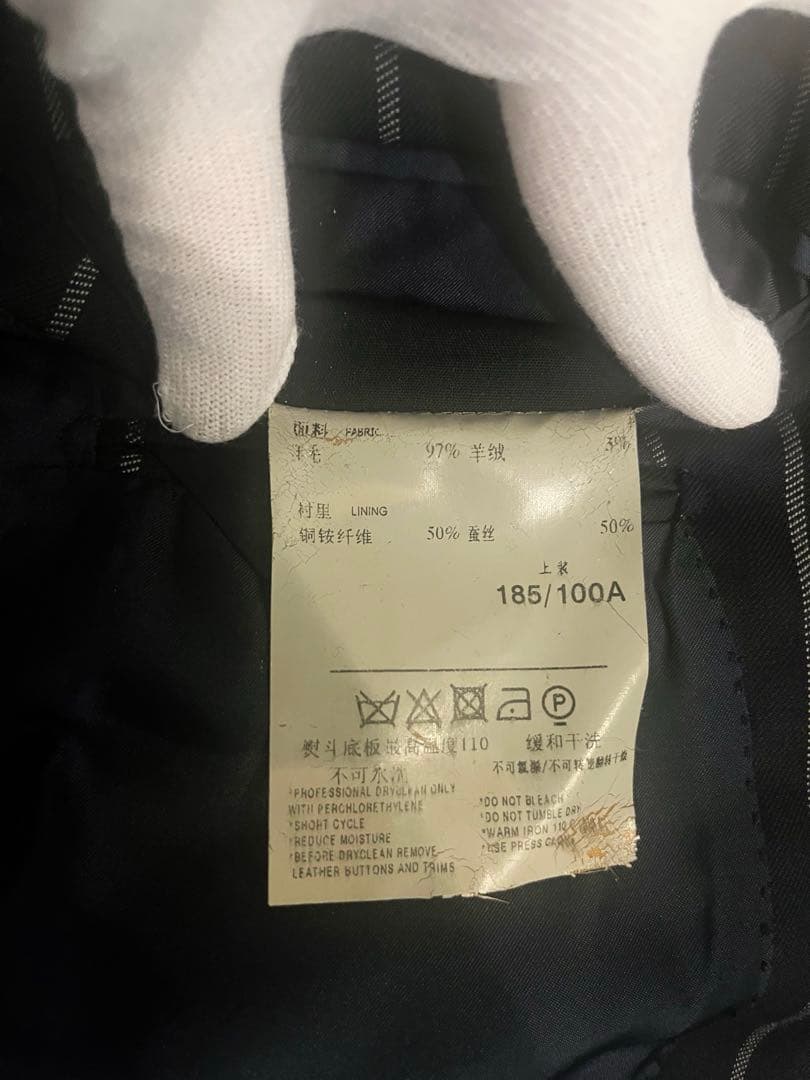 面料 FABRIC
羊毛 97% 羊绒 3%
衬里 LINING
铜铵纤维 50% 蚕丝 50%
上装
185/100A
P
熨斗底板最高温度110 缓和干洗
不可水洗 不可氯漂/不可转笼翻转干燥
*PROFESSIONAL DRYCLEAN ONLY
WITH PERCHLORETHYLENE
*SHORT CYCLE
*REDUCE MOISTURE
*BEFORE DRYCLEAN REMOVE
LEATHER BUTTONS AND TRIMS
*DO NOT BLEACH
*DO NOT TUMBLE DRY
*WARM IRON 110
*USE PRESS CLOTH